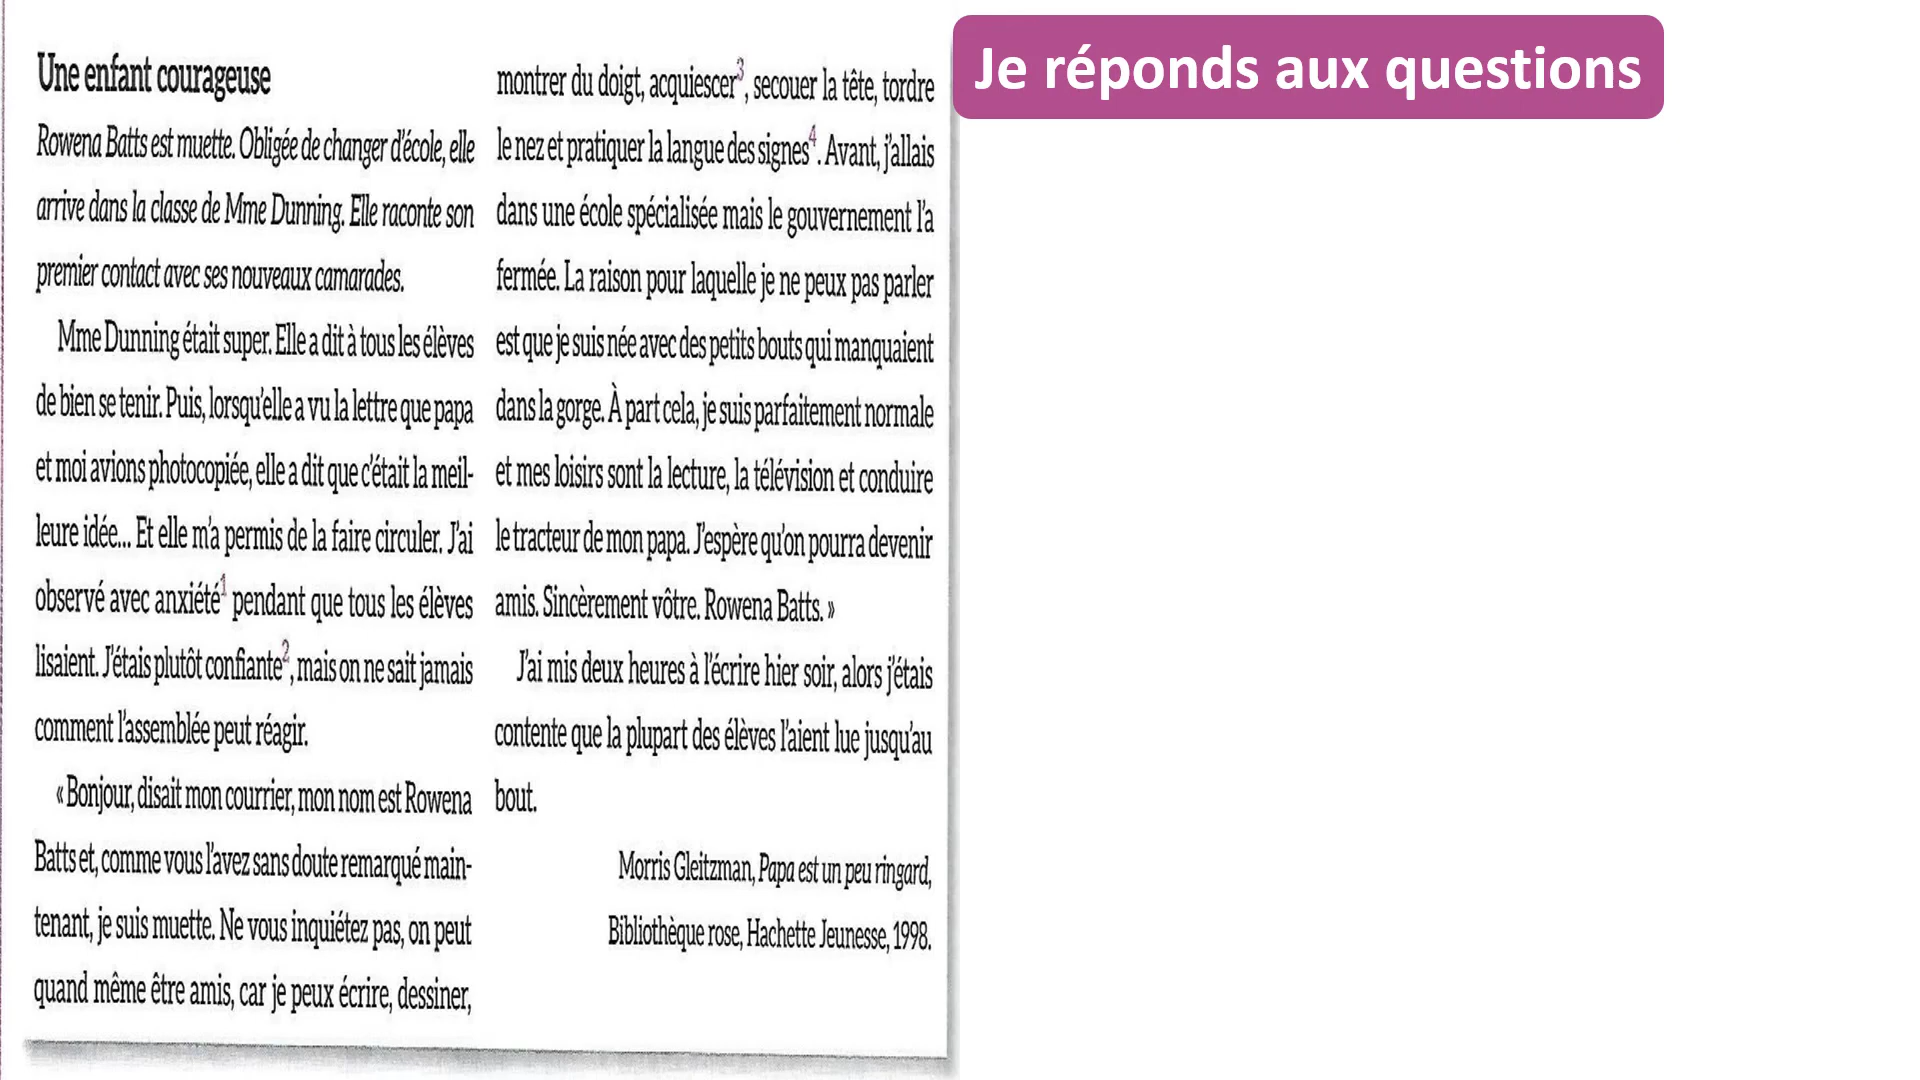 Une enfant courageuse
Rowena Batts est muette. Obligée de changer d'école, elle
arrive dans la classe de Mme Dunning. Elle raconte son
premier contact avec ses nouveaux camarades.
Mme Dunning était super. Elle a dit à tous les élèves
de bien se tenir. Puis, lorsqu'elle a vu la lettre que papa
et moi avions photocopiée, elle a dit que c'était la meil-
leure idée... Et elle m'a permis de la faire circuler. J'ai
observé avec anxiété1 pendant que tous les élèves
lisaient. J'étais plutôt confiante2, mais on ne sait jamais
comment l'assemblée peut réagir.
« Bonjour, disait mon courrier, mon nom est Rowena
Batts et, comme vous l'avez sans doute remarqué main-
tenant, je suis muette. Ne vous inquiétez pas, on peut
quand même être amis, car je peux écrire, dessiner,
montrer du doigt, acquiescer3, secouer la tête, tordre
le nez et pratiquer la langue des signes4. Avant, j'allais
dans une école spécialisée mais le gouvernement l'a
fermée. La raison pour laquelle je ne peux pas parler
est que je suis née avec des petits bouts qui manquaient
dans la gorge. À part cela, je suis parfaitement normale
et mes loisirs sont la lecture, la télévision et conduire
le tracteur de mon papa. J'espère qu'on pourra devenir
amis. Sincèrement vôtre. Rowena Batts. »
J'ai mis deux heures à l'écrire hier soir, alors j'étais
contente que la plupart des élèves l'aient lue jusqu'au
bout.
Morris Gleitzman, Papa est un peu ringard,
Bibliothèque rose, Hachette Jeunesse, 1998.
Je réponds aux questions